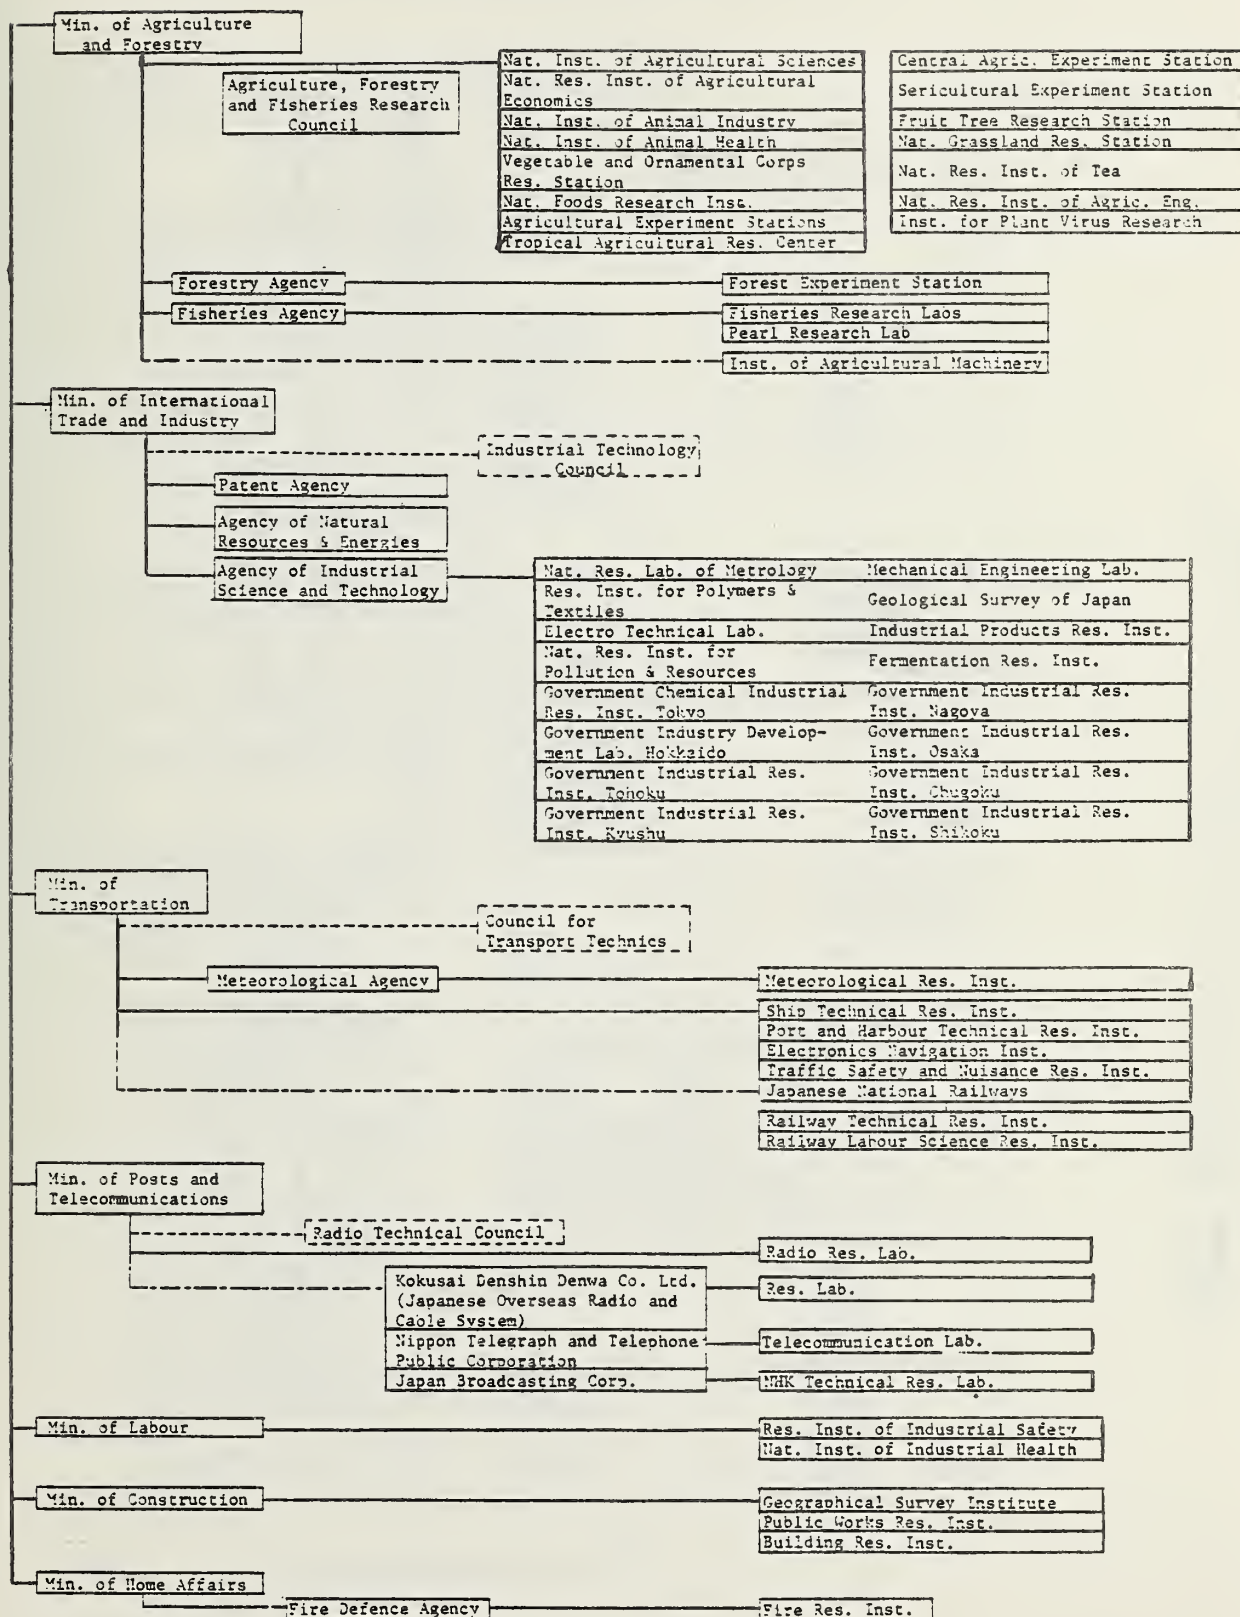 Min. of Agriculture
and Forestry
Agriculture, Forestry
and Fisheries Research
Council
Nat. Inst. of Agricultural Sciences
Nat. Res. Inst. of Agricultural
Economics
Nat. Inst. of Animal Industry
Nat. Inst. of Animal Health
Vegetable and Ornamental Corps
Res. Station
Nat. Foods Research Inst.
Agricultural Experiment Stations
Tropical Agricultural Res. Center
Central Agric. Experiment Station
Sericultural Experiment Station
Fruit Tree Research Station
Nat. Grassland Res. Station
Nat. Res. Inst. of Tea
Nat. Res. Inst. of Agric. Eng.
Inst. for Plant Virus Research
Forestry Agency
Forest Experiment Station
Fisheries Agency
Fisheries Research Laos
Pearl Research Lab
Inst. of Agricultural Machinery
Min. of International
Trade and Industry
Industrial Technology
Council
Patent Agency
Agency of Natural
Resources & Energies
Agency of Industrial
Science and Technology
Nat. Res. Lab. of Metrology
Mechanical Engineering Lab.
Res. Inst. for Polymers &
Textiles
Geological Survey of Japan
Electro Technical Lab.
Industrial Products Res. Inst.
Nat. Res. Inst. for
Pollution & Resources
Fermentation Res. Inst.
Government Chemical Industrial
Res. Inst. Tokyo
Government Industrial Res.
Inst. Nagoya
Government Industry Develop-
ment Lab. Hokkaido
Government Industrial Res.
Inst. Osaka
Government Industrial Res.
Inst. Tohoku
Government Industrial Res.
Inst. Chugoku
Government Industrial Res.
Inst. Kyushu
Government Industrial Res.
Inst. Shikoku
Min. of
Transportation
Council for
Transport Technics
Meteorological Agency
Meteorological Res. Inst.
Ship Technical Res. Inst.
Port and Harbour Technical Res. Inst.
Electronics Navigation Inst.
Traffic Safety and Nuisance Res. Inst.
Japanese National Railways
Railway Technical Res. Inst.
Railway Labour Science Res. Inst.
Min. of Posts and
Telecommunications
Radio Technical Council
Radio Res. Lab.
Kokusai Denshin Denwa Co. Ltd.
(Japanese Overseas Radio and
Cable System)
Res. Lab.
Nippon Telegraph and Telephone
Public Corporation
Telecommunication Lab.
Japan Broadcasting Corp.
NHK Technical Res. Lab.
Min. of Labour
Res. Inst. of Industrial Safety
Nat. Inst. of Industrial Health
Min. of Construction
Geographical Survey Institute
Public Works Res. Inst.
Building Res. Inst.
Min. of Home Affairs
Fire Defence Agency
Fire Res. Inst.